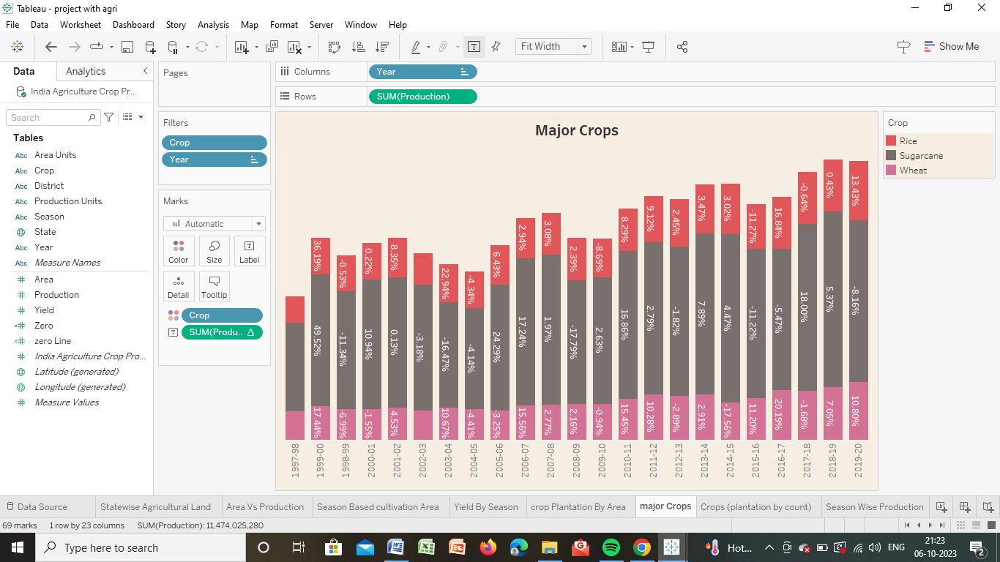 Tableau - project with agri
File Data Worksheet Dashboard Story Analysis Map Format Server Window Help
Fit Width
Show Me
Data Analytics
India Agriculture Crop Pr...
Search
Tables
Abc Area Units
Abc Crop
Abc District
Abc Production Units
Abc Season
State
Abc Year
Abc Measure Names
Area
Production
Yield
Zero
zero Line
India Agriculture Crop Pro...
Latitude (generated)
Longitude (generated)
Measure Values
Pages
Filters
Crop
Year
Marks
Automatic
Color Size Label
Detail Tooltip
Crop
SUM(Produ.. Δ
Columns Year
Rows SUM(Production)
Major Crops
36.19% -0.53% 0.22% 8.35% 22.94% -4.34% 6.43% 2.94% 3.08% 2.39% -8.69% 8.29% 9.12% 2.45% 3.47% 3.02% -11.27% 16.84% -0.64% 0.43% 13.43%
49.52% -11.34% 10.94% 0.13% -3.18% -16.47% -4.14% 24.29% 17.24% 1.97% -17.79% 2.63% 16.86% 2.79% -1.82% 7.89% 4.47% -11.22% -5.47% 18.00% 5.37% -8.16%
17.44% -6.99% -1.55% 4.53% 10.67% -4.41% -3.25% 15.56% 2.77% 2.16% -0.94% 15.45% 10.28% -2.89% 2.91% -17.56% 11.20% 20.19% -1.68% 7.05% 10.80%
1997-98 1999-00 1998-99 2000-01 2001-02 2002-03 2003-04 2004-05 2005-06 2006-07 2007-08 2008-09 2009-10 2010-11 2011-12 2012-13 2013-14 2014-15 2015-16 2016-17 2017-18 2018-19 2019-20
Crop
Rice
Sugarcane
Wheat
Data Source Statewise Agricultural Land Area Vs Production Season Based cultivation Area Yield By Season crop Plantation By Area major Crops Crops (plantation by count) Season Wise Production
69 marks 1 row by 23 columns SUM(Production): 11,474,025,280
Type here to search
Hot...
ENG
21:23
06-10-2023
2